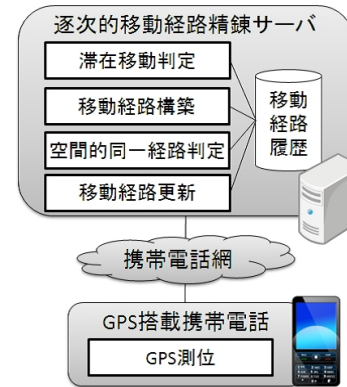 逐次的移動経路精錬サーバ
滞在移動判定
移動経路構築
空間的同一経路判定
移動経路更新
移動
経路
履歴
携帯電話網
GPS搭載携帯電話
GPS測位